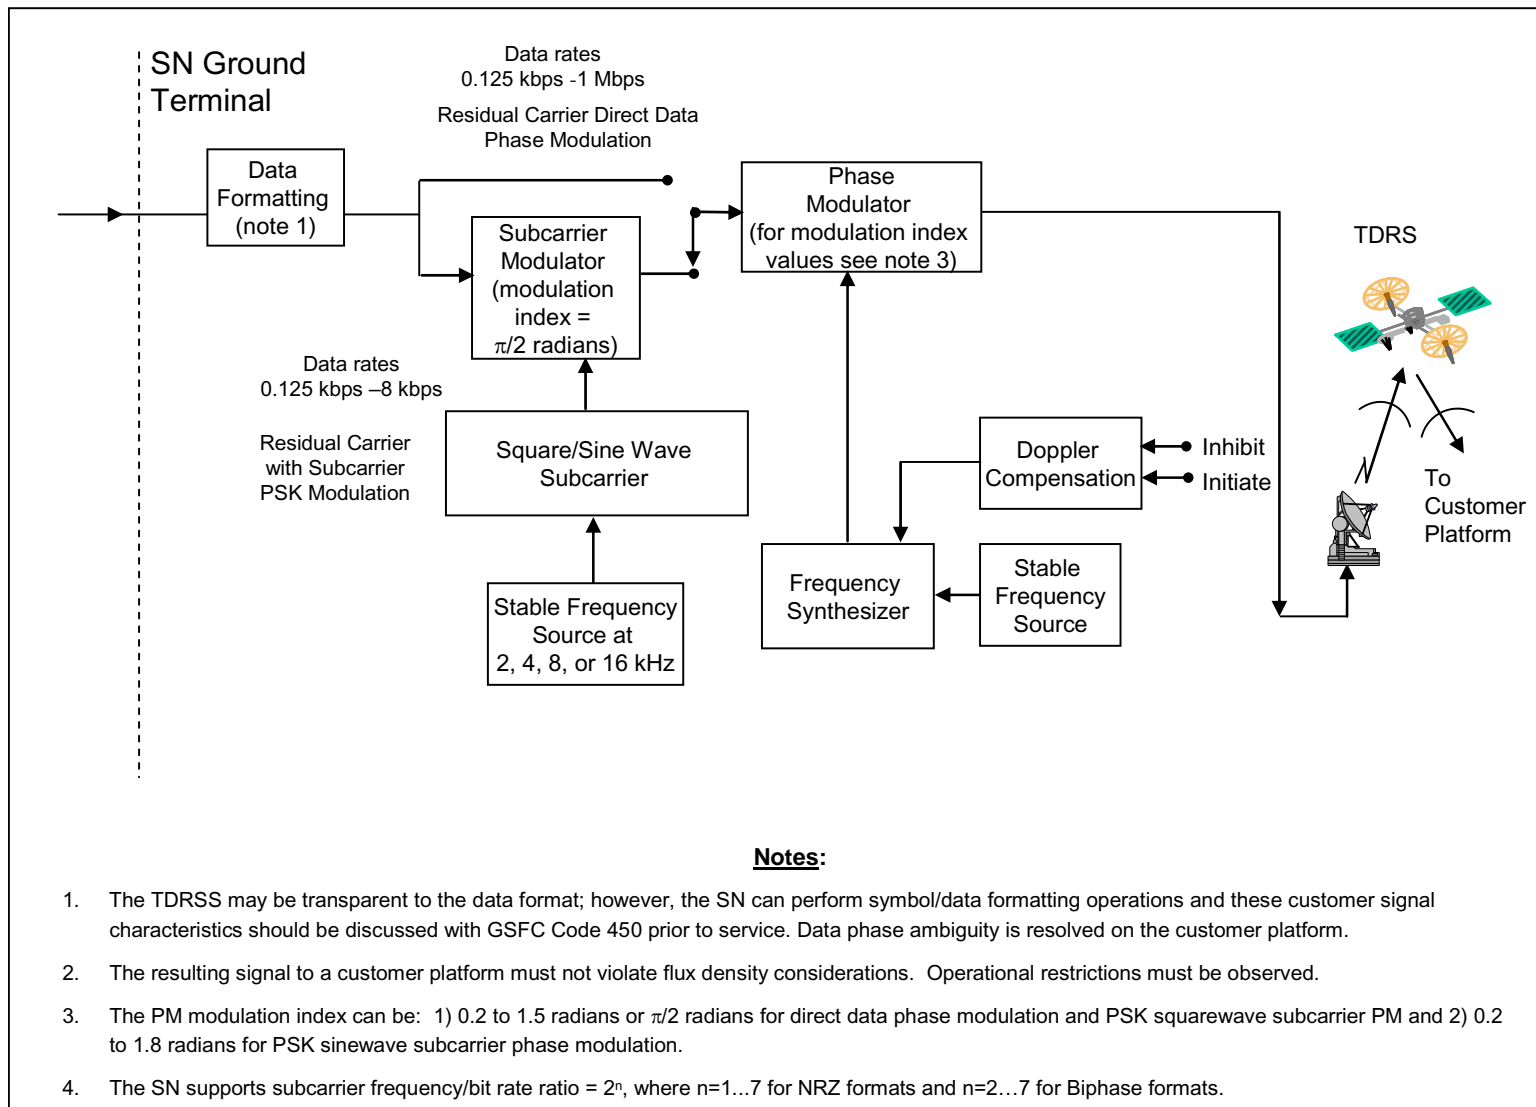 SN Ground
Terminal
Data rates
0.125 kbps -1 Mbps
Residual Carrier Direct Data
Phase Modulation
Data
Formatting
(note 1)
Subcarrier
Modulator
(modulation
index =
π/2 radians)
Phase
Modulator
(for modulation index
values see note 3)
TDRS
Data rates
0.125 kbps –8 kbps
Residual Carrier
with Subcarrier
PSK Modulation
Square/Sine Wave
Subcarrier
Doppler
Compensation
Inhibit
Initiate
To
Customer
Platform
Stable Frequency
Source at
2, 4, 8, or 16 kHz
Frequency
Synthesizer
Stable
Frequency
Source
Notes:
1. The TDRSS may be transparent to the data format; however, the SN can perform symbol/data formatting operations and these customer signal
characteristics should be discussed with GSFC Code 450 prior to service. Data phase ambiguity is resolved on the customer platform.
2. The resulting signal to a customer platform must not violate flux density considerations. Operational restrictions must be observed.
3. The PM modulation index can be: 1) 0.2 to 1.5 radians or π/2 radians for direct data phase modulation and PSK squarewave subcarrier PM and 2) 0.2
to 1.8 radians for PSK sinewave subcarrier phase modulation.
4. The SN supports subcarrier frequency/bit rate ratio = 2ⁿ, where n=1...7 for NRZ formats and n=2…7 for Biphase formats.